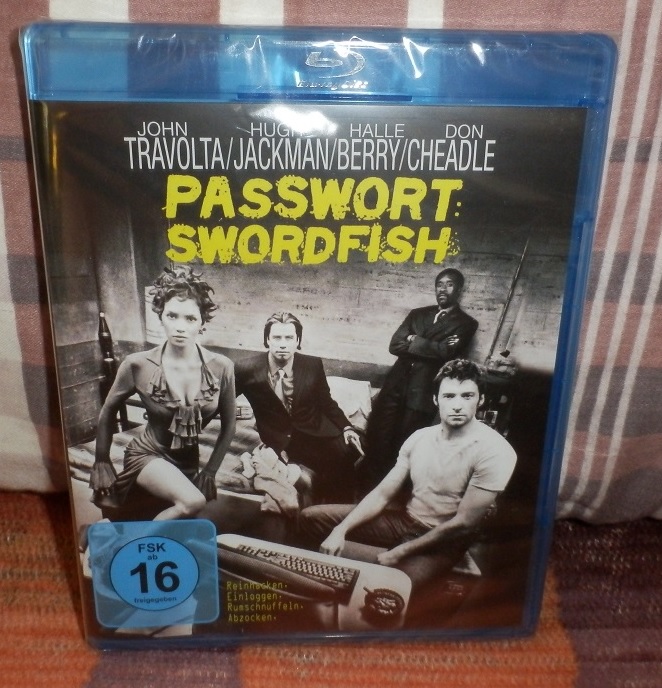 JOHN HUGH HALLE DON
TRAVOLTA/JACKMAN/BERRY/CHEADLE
PASSWORT:
SWORDFISH
FSK
ab
16
freigegeben
Reinhacken.
Einloggen.
Rumschnüffeln.
Abzocken.